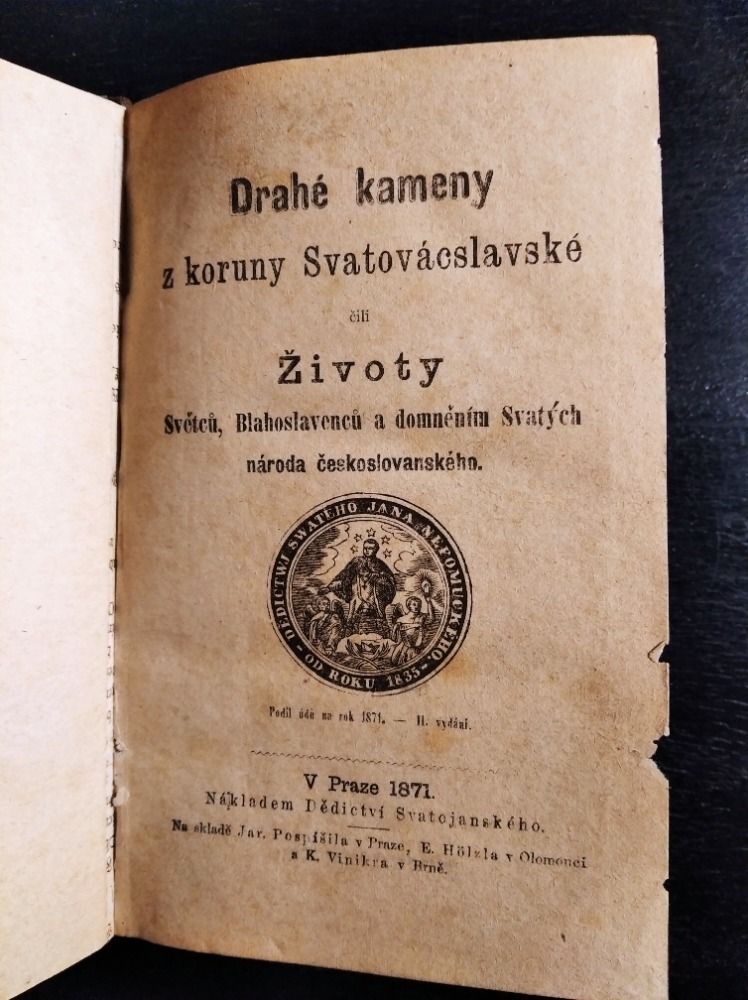 Drahé kameny
z koruny Svatovácslavské
čili
Životy
Světců, Blahoslavenců a domněním Svatých
národa československého.
DĚDICTWJ SWATÉHO JANA NEPOMUCKÉHO
- OD ROKU 1835 -
Podíl údů na rok 1871. — II. vydání.
V Praze 1871.
Nákladem Dědictví Svatojanského.
Na skladě Jar. Pospíšila v Praze, E. Hölzla v Olomouci
a K. Vinikra v Brně.